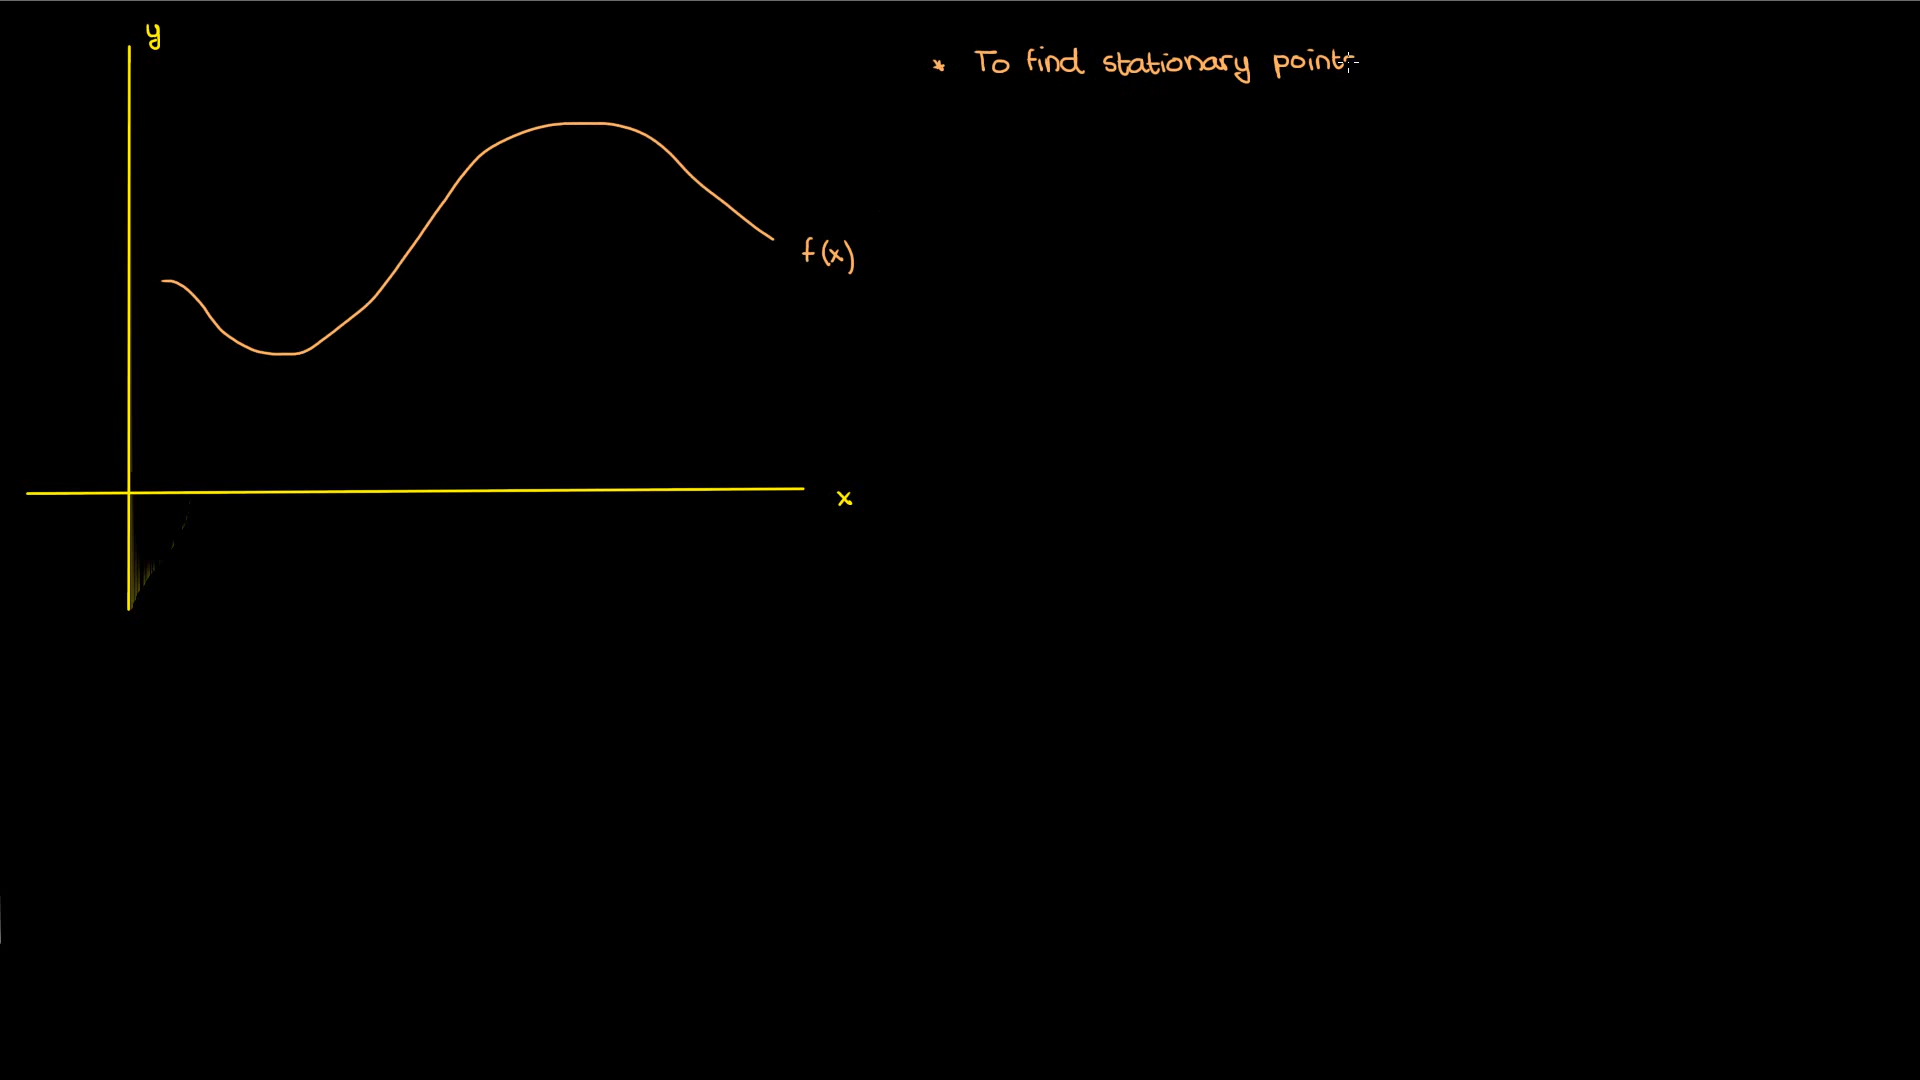 y
* To find stationary points
f(x)
x